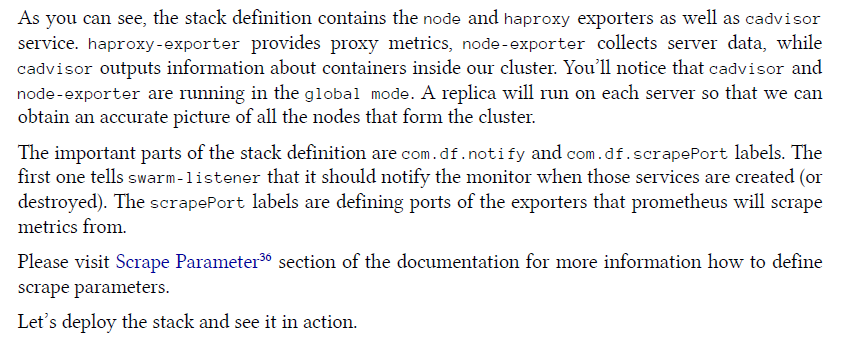 As you can see, the stack definition contains the node and haproxy exporters as well as cadvisor
service. haproxy-exporter provides proxy metrics, node-exporter collects server data, while
cadvisor outputs information about containers inside our cluster. You’ll notice that cadvisor and
node-exporter are running in the global mode. A replica will run on each server so that we can
obtain an accurate picture of all the nodes that form the cluster.
The important parts of the stack definition are com.df.notify and com.df.scrapePort labels. The
first one tells swarm-listener that it should notify the monitor when those services are created (or
destroyed). The scrapePort labels are defining ports of the exporters that prometheus will scrape
metrics from.
Please visit Scrape Parameter³⁶ section of the documentation for more information how to define
scrape parameters.
Let’s deploy the stack and see it in action.